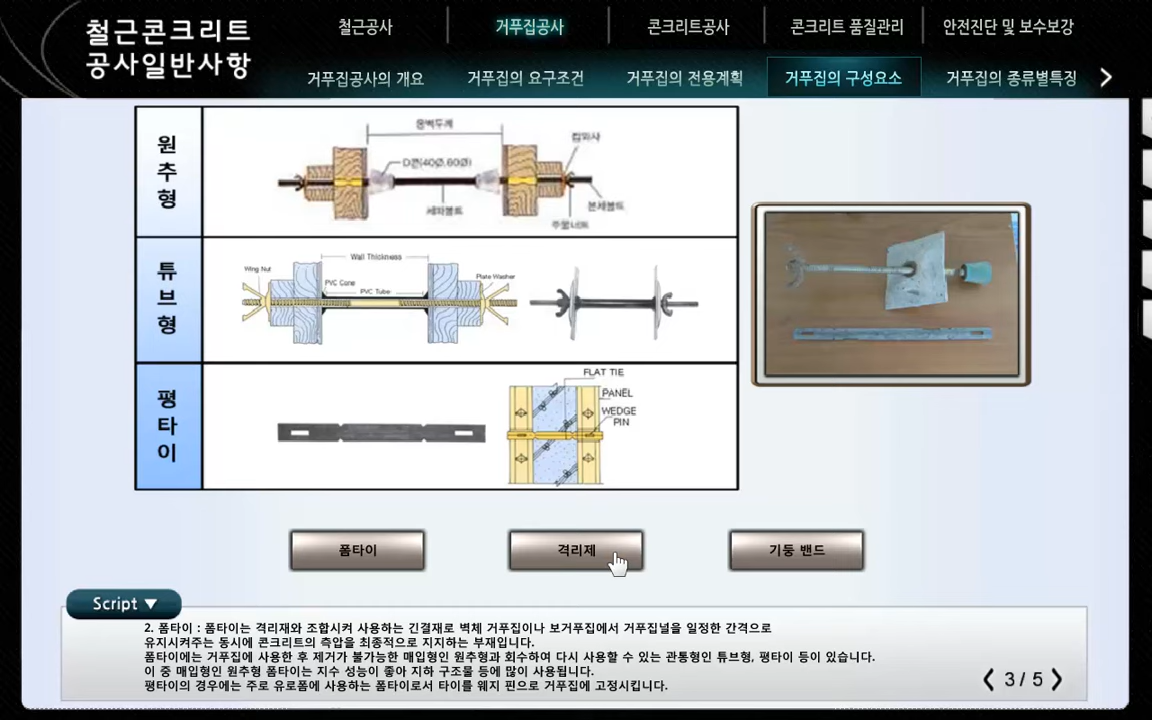 철근콘크리트
공사일반사항
철근공사
거푸집공사
콘크리트공사
콘크리트 품질관리
안전진단 및 보수보강
거푸집공사의 개요
거푸집의 요구조건
거푸집의 전용계획
거푸집의 구성요소
거푸집의 종류별특징
원
추
형
옹벽두께
D콘(40Ø,60Ø)
세파볼트
주물너트
튜
브
형
Wall Thickness
Wing Nut
PVC Cone
PVC Tube
Plate Washer
평
타
이
FLAT TIE
PANEL
WEDGE
PIN
폼타이
격리제
기둥 밴드
Script ▼
2. 폼타이 : 폼타이는 격리재와 조합시켜 사용하는 긴결재로 벽체 거푸집이나 보거푸집에서 거푸집널을 일정한 간격으로
유지시켜주는 동시에 콘크리트의 측압을 최종적으로 지지하는 부재입니다.
폼타이에는 거푸집에 사용한 후 제거가 불가능한 매입형인 원추형과 회수하여 다시 사용할 수 있는 관통형인 튜브형, 평타이 등이 있습니다.
이 중 매입형인 원추형 폼타이는 지수 성능이 좋아 지하 구조물 등에 많이 사용됩니다.
평타이의 경우에는 주로 유로폼에 사용하는 폼타이로서 타이를 웨지 핀으로 거푸집에 고정시킵니다.
3 / 5